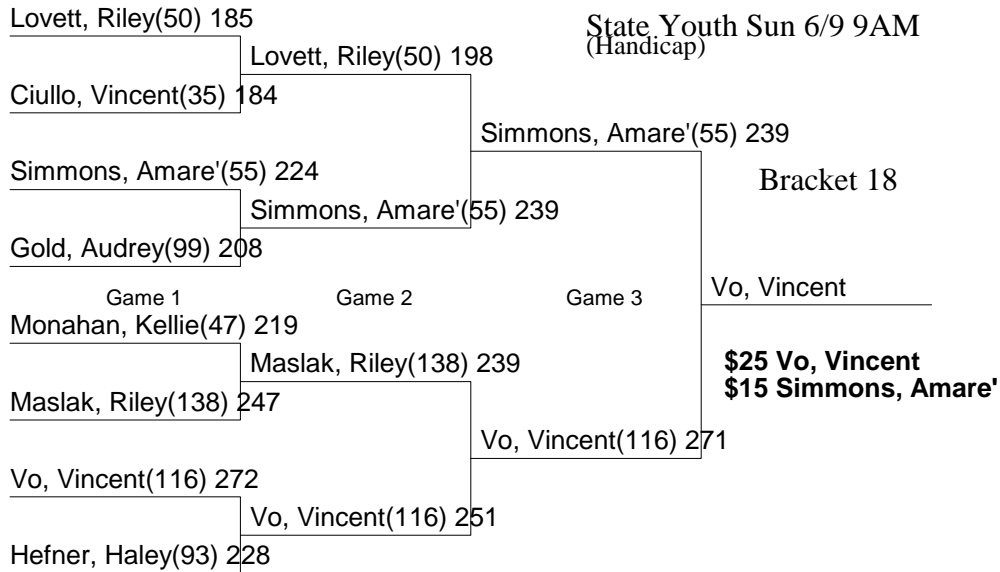 Lovett, Riley(50) 185
State Youth Sun 6/9 9AM
(Handicap)
Lovett, Riley(50) 198
Ciullo, Vincent(35) 184
Simmons, Amare'(55) 239
Simmons, Amare'(55) 224
Bracket 18
Simmons, Amare'(55) 239
Gold, Audrey(99) 208
Game 1
Game 2
Game 3
Vo, Vincent
Monahan, Kellie(47) 219
Maslak, Riley(138) 239
$25 Vo, Vincent
$15 Simmons, Amare'
Maslak, Riley(138) 247
Vo, Vincent(116) 271
Vo, Vincent(116) 272
Vo, Vincent(116) 251
Hefner, Haley(93) 228